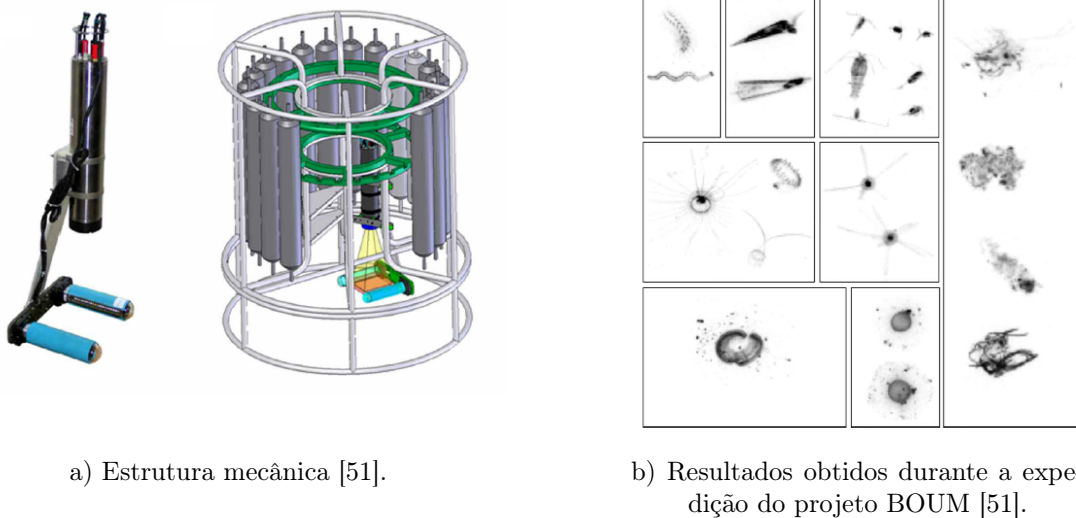 a) Estrutura mecânica [51].
b) Resultados obtidos durante a expe-
dição do projeto BOUM [51].